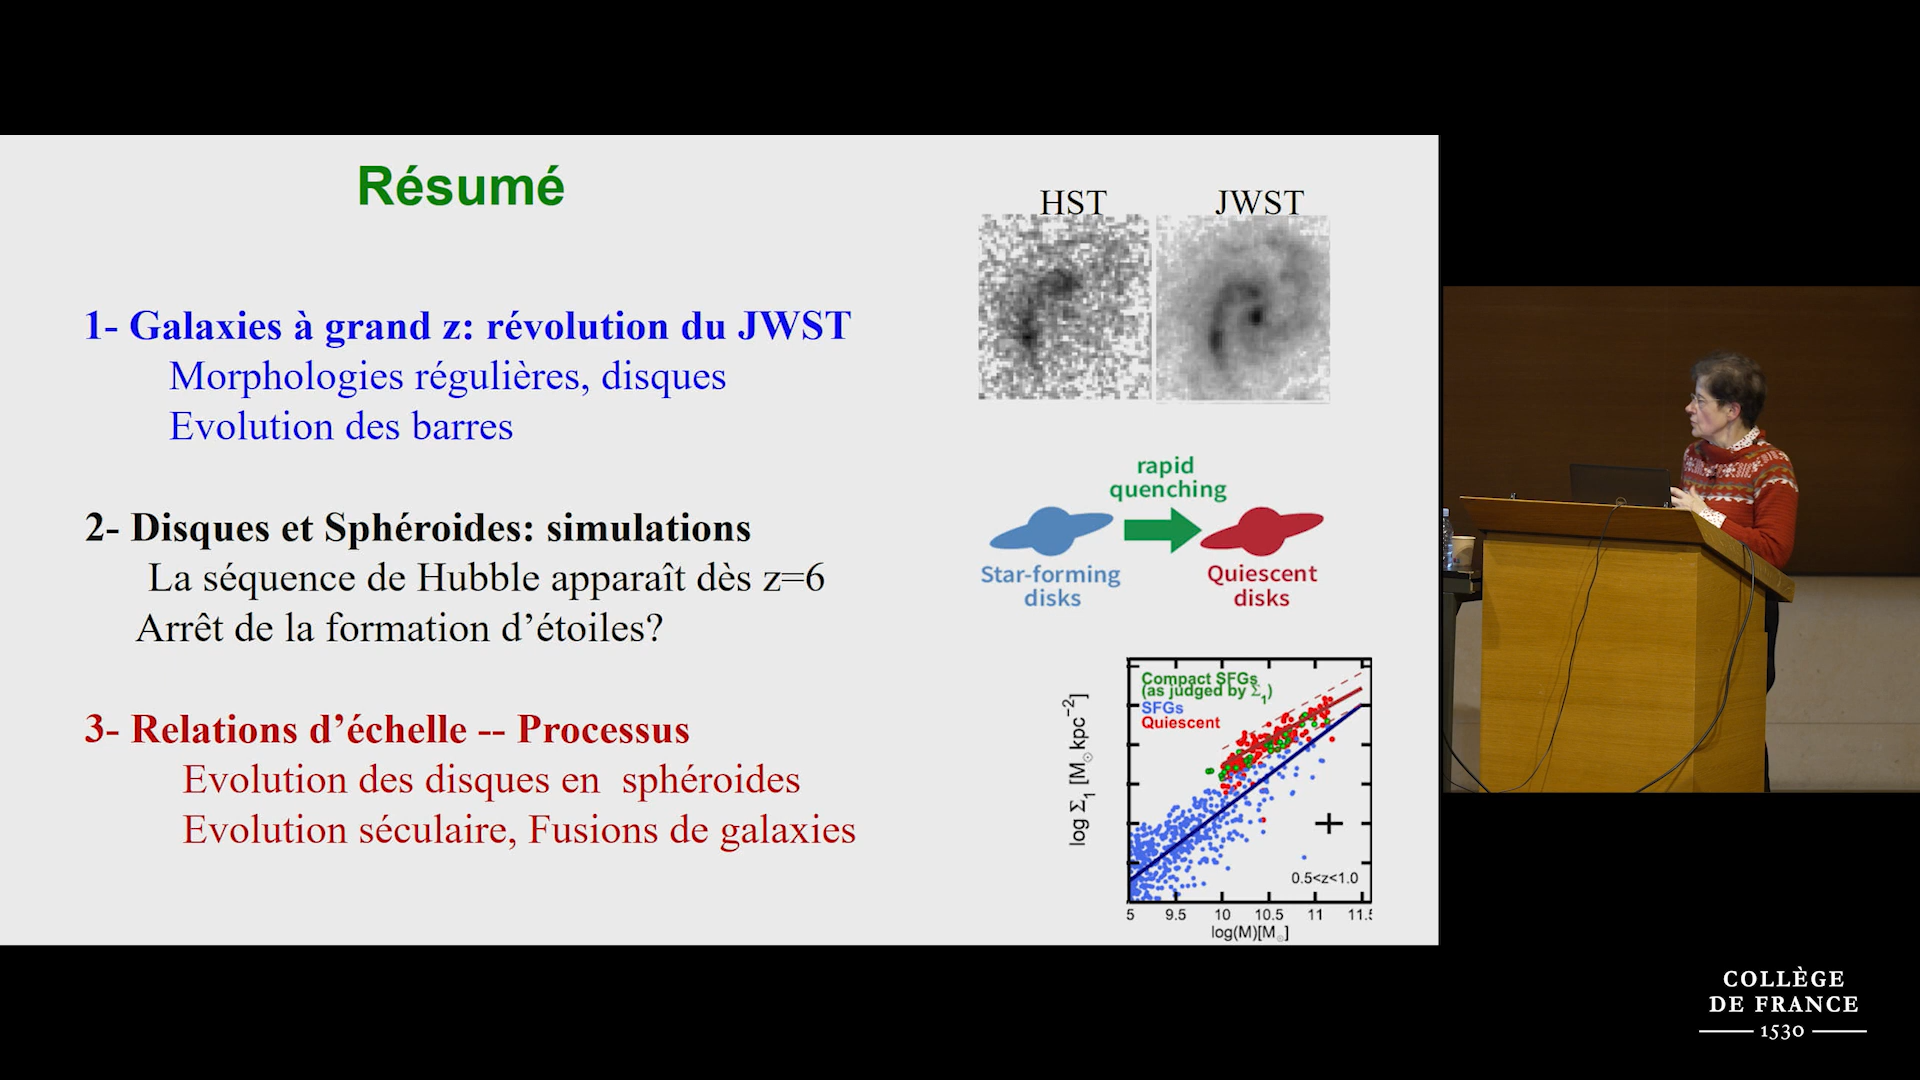 Résumé
1- Galaxies à grand z: révolution du JWST
Morphologies régulières, disques
Evolution des barres
2- Disques et Sphéroides: simulations
La séquence de Hubble apparaît dès z=6
Arrêt de la formation d’étoiles?
3- Relations d’échelle -- Processus
Evolution des disques en  sphéroides
Evolution séculaire, Fusions de galaxies
HST JWST
rapid
quenching
Star-forming
disks
Quiescent
disks
Compact SFGs
(as judged by Σ1)
SFGs
Quiescent
log Σ1 [M⊙ kpc−2]
0.5<z<1.0
5 9.5 10 10.5 11 11.5
log(M)[M⊙]
COLLÈGE
DE FRANCE
1530